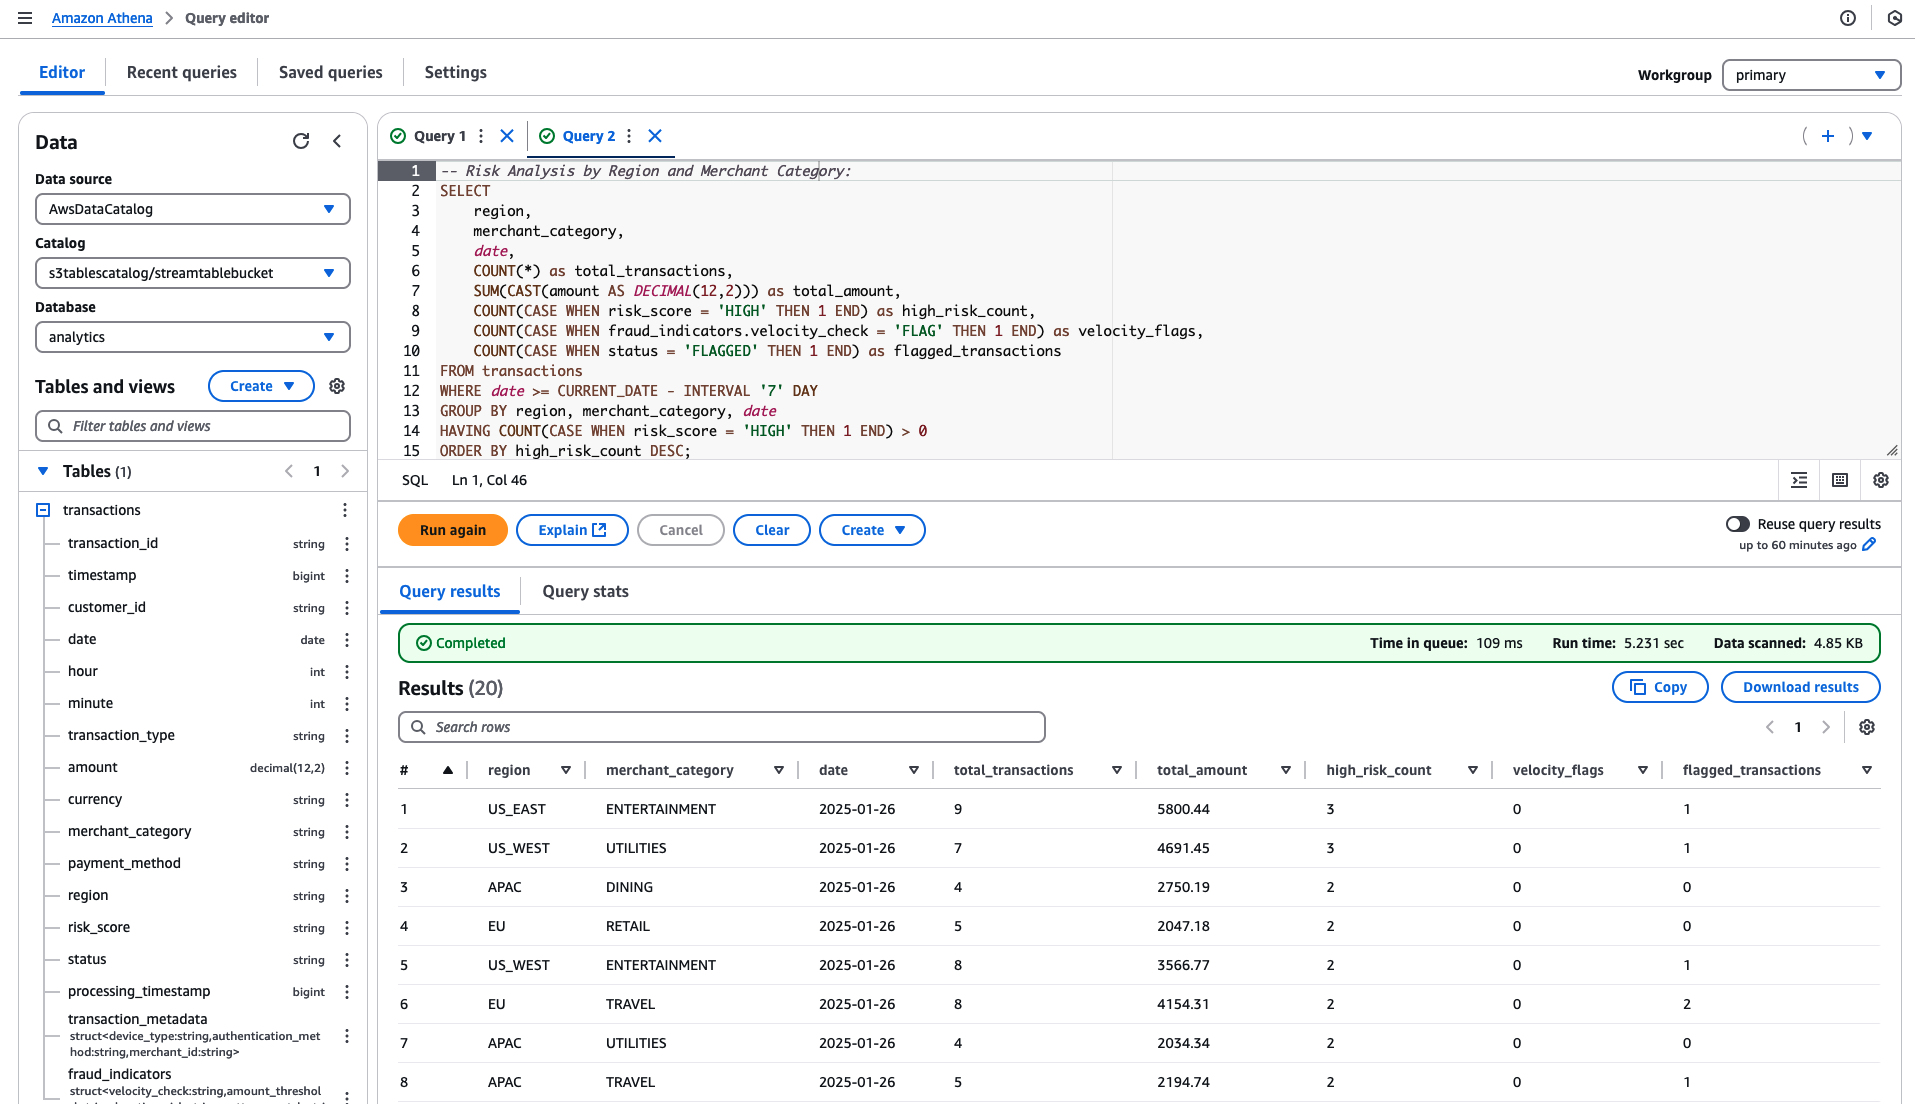 Amazon Athena > Query editor
Editor Recent queries Saved queries Settings
Workgroup primary
Data
Data source
AwsDataCatalog
Catalog
s3tablescatalog/streamtablebucket
Database
analytics
Tables and views Create
Filter tables and views
Tables (1) 1
transactions
transaction_id string
timestamp bigint
customer_id string
date date
hour int
minute int
transaction_type string
amount decimal(12,2)
currency string
merchant_category string
payment_method string
region string
risk_score string
status string
processing_timestamp bigint
transaction_metadata
struct<device_type:string,authentication_met
hod:string,merchant_id:string>
fraud_indicators
struct<velocity_check:string,amount_threshol
Query 1 Query 2
1 -- Risk Analysis by Region and Merchant Category:
2 SELECT
3 region,
4 merchant_category,
5 date,
6 COUNT(*) as total_transactions,
7 SUM(CAST(amount AS DECIMAL(12,2))) as total_amount,
8 COUNT(CASE WHEN risk_score = 'HIGH' THEN 1 END) as high_risk_count,
9 COUNT(CASE WHEN fraud_indicators.velocity_check = 'FLAG' THEN 1 END) as velocity_flags,
10 COUNT(CASE WHEN status = 'FLAGGED' THEN 1 END) as flagged_transactions
11 FROM transactions
12 WHERE date >= CURRENT_DATE - INTERVAL '7' DAY
13 GROUP BY region, merchant_category, date
14 HAVING COUNT(CASE WHEN risk_score = 'HIGH' THEN 1 END) > 0
15 ORDER BY high_risk_count DESC;
SQL Ln 1, Col 46
Run again Explain Cancel Clear Create
Reuse query results
up to 60 minutes ago
Query results Query stats
Completed Time in queue: 109 ms Run time: 5.231 sec Data scanned: 4.85 KB
Results (20) Copy Download results
Search rows 1
# region merchant_category date total_transactions total_amount high_risk_count velocity_flags flagged_transactions
1 US_EAST ENTERTAINMENT 2025-01-26 9 5800.44 3 0 1
2 US_WEST UTILITIES 2025-01-26 7 4691.45 3 0 1
3 APAC DINING 2025-01-26 4 2750.19 2 0 0
4 EU RETAIL 2025-01-26 5 2047.18 2 0 0
5 US_WEST ENTERTAINMENT 2025-01-26 8 3566.77 2 0 1
6 EU TRAVEL 2025-01-26 8 4154.31 2 0 2
7 APAC UTILITIES 2025-01-26 4 2034.34 2 0 0
8 APAC TRAVEL 2025-01-26 5 2194.74 2 0 1